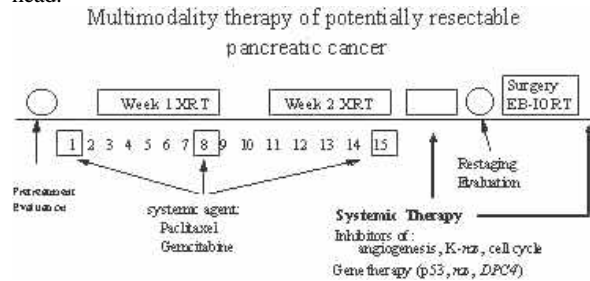 head.
Multimodality therapy of potentially resectable
pancreatic cancer
Week 1 XRT
Week 2 XRT
Surgery
EB-IORT
1 2 3 4 5 6 7 8 9 10 11 12 13 14 15
Pretreatment
Evaluance
systemic agent:
Paclitaxel
Gemcitabine
Restaging
Evaluation
Systemic Therapy
Inhibitors of:
angiogenesis, K-ras, cell cycle
Gene therapy (p53, ras, DPC4)